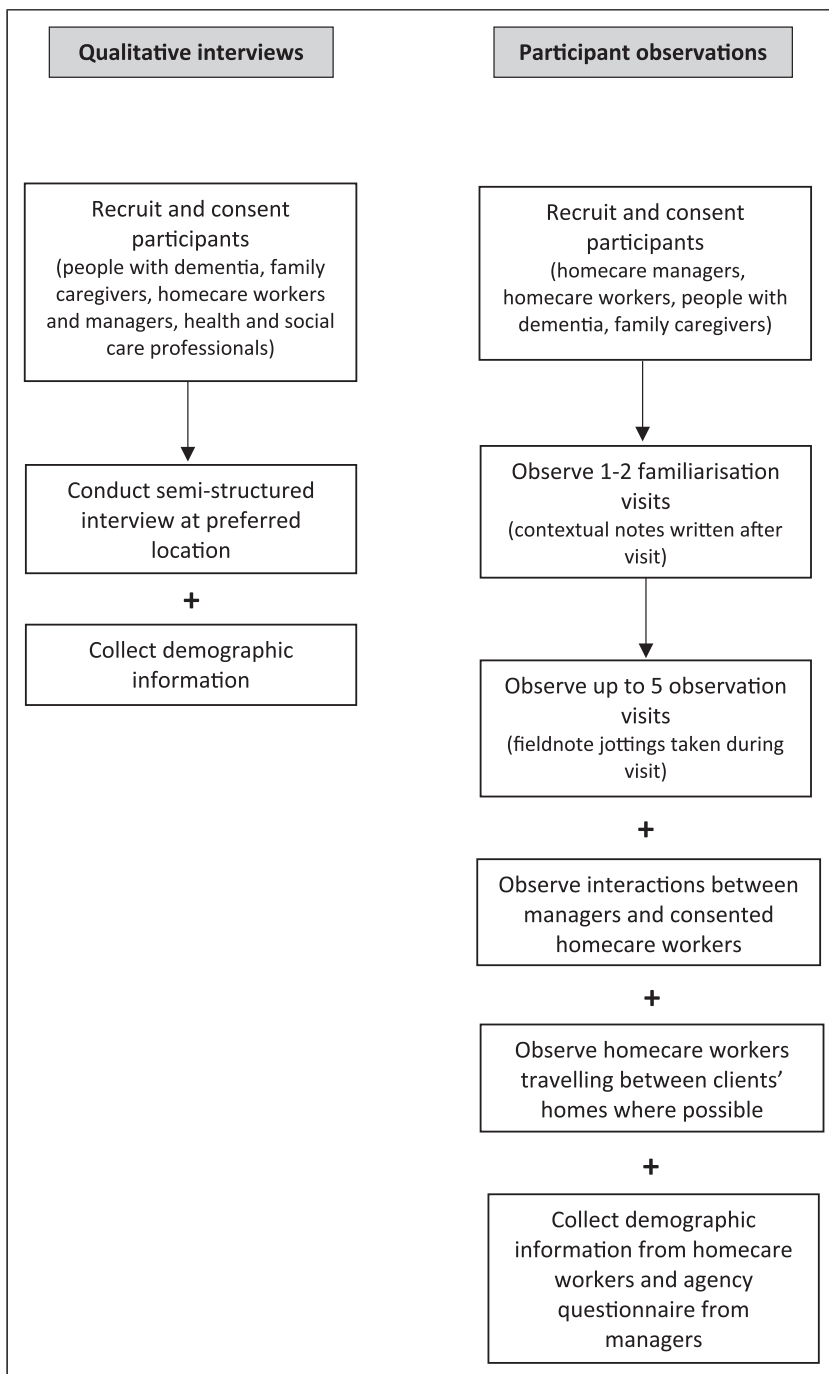 Qualitative interviews
Recruit and consent
participants
(people with dementia, family
caregivers, homecare workers
and managers, health and social
care professionals)
Conduct semi-structured
interview at preferred
location
+
Collect demographic
information
Participant observations
Recruit and consent
participants
(homecare managers,
homecare workers, people with
dementia, family caregivers)
Observe 1-2 familiarisation
visits
(contextual notes written after
visit)
Observe up to 5 observation
visits
(fieldnote jottings taken during
visit)
+
Observe interactions between
managers and consented
homecare workers
+
Observe homecare workers
travelling between clients’
homes where possible
+
Collect demographic
information from homecare
workers and agency
questionnaire from
managers